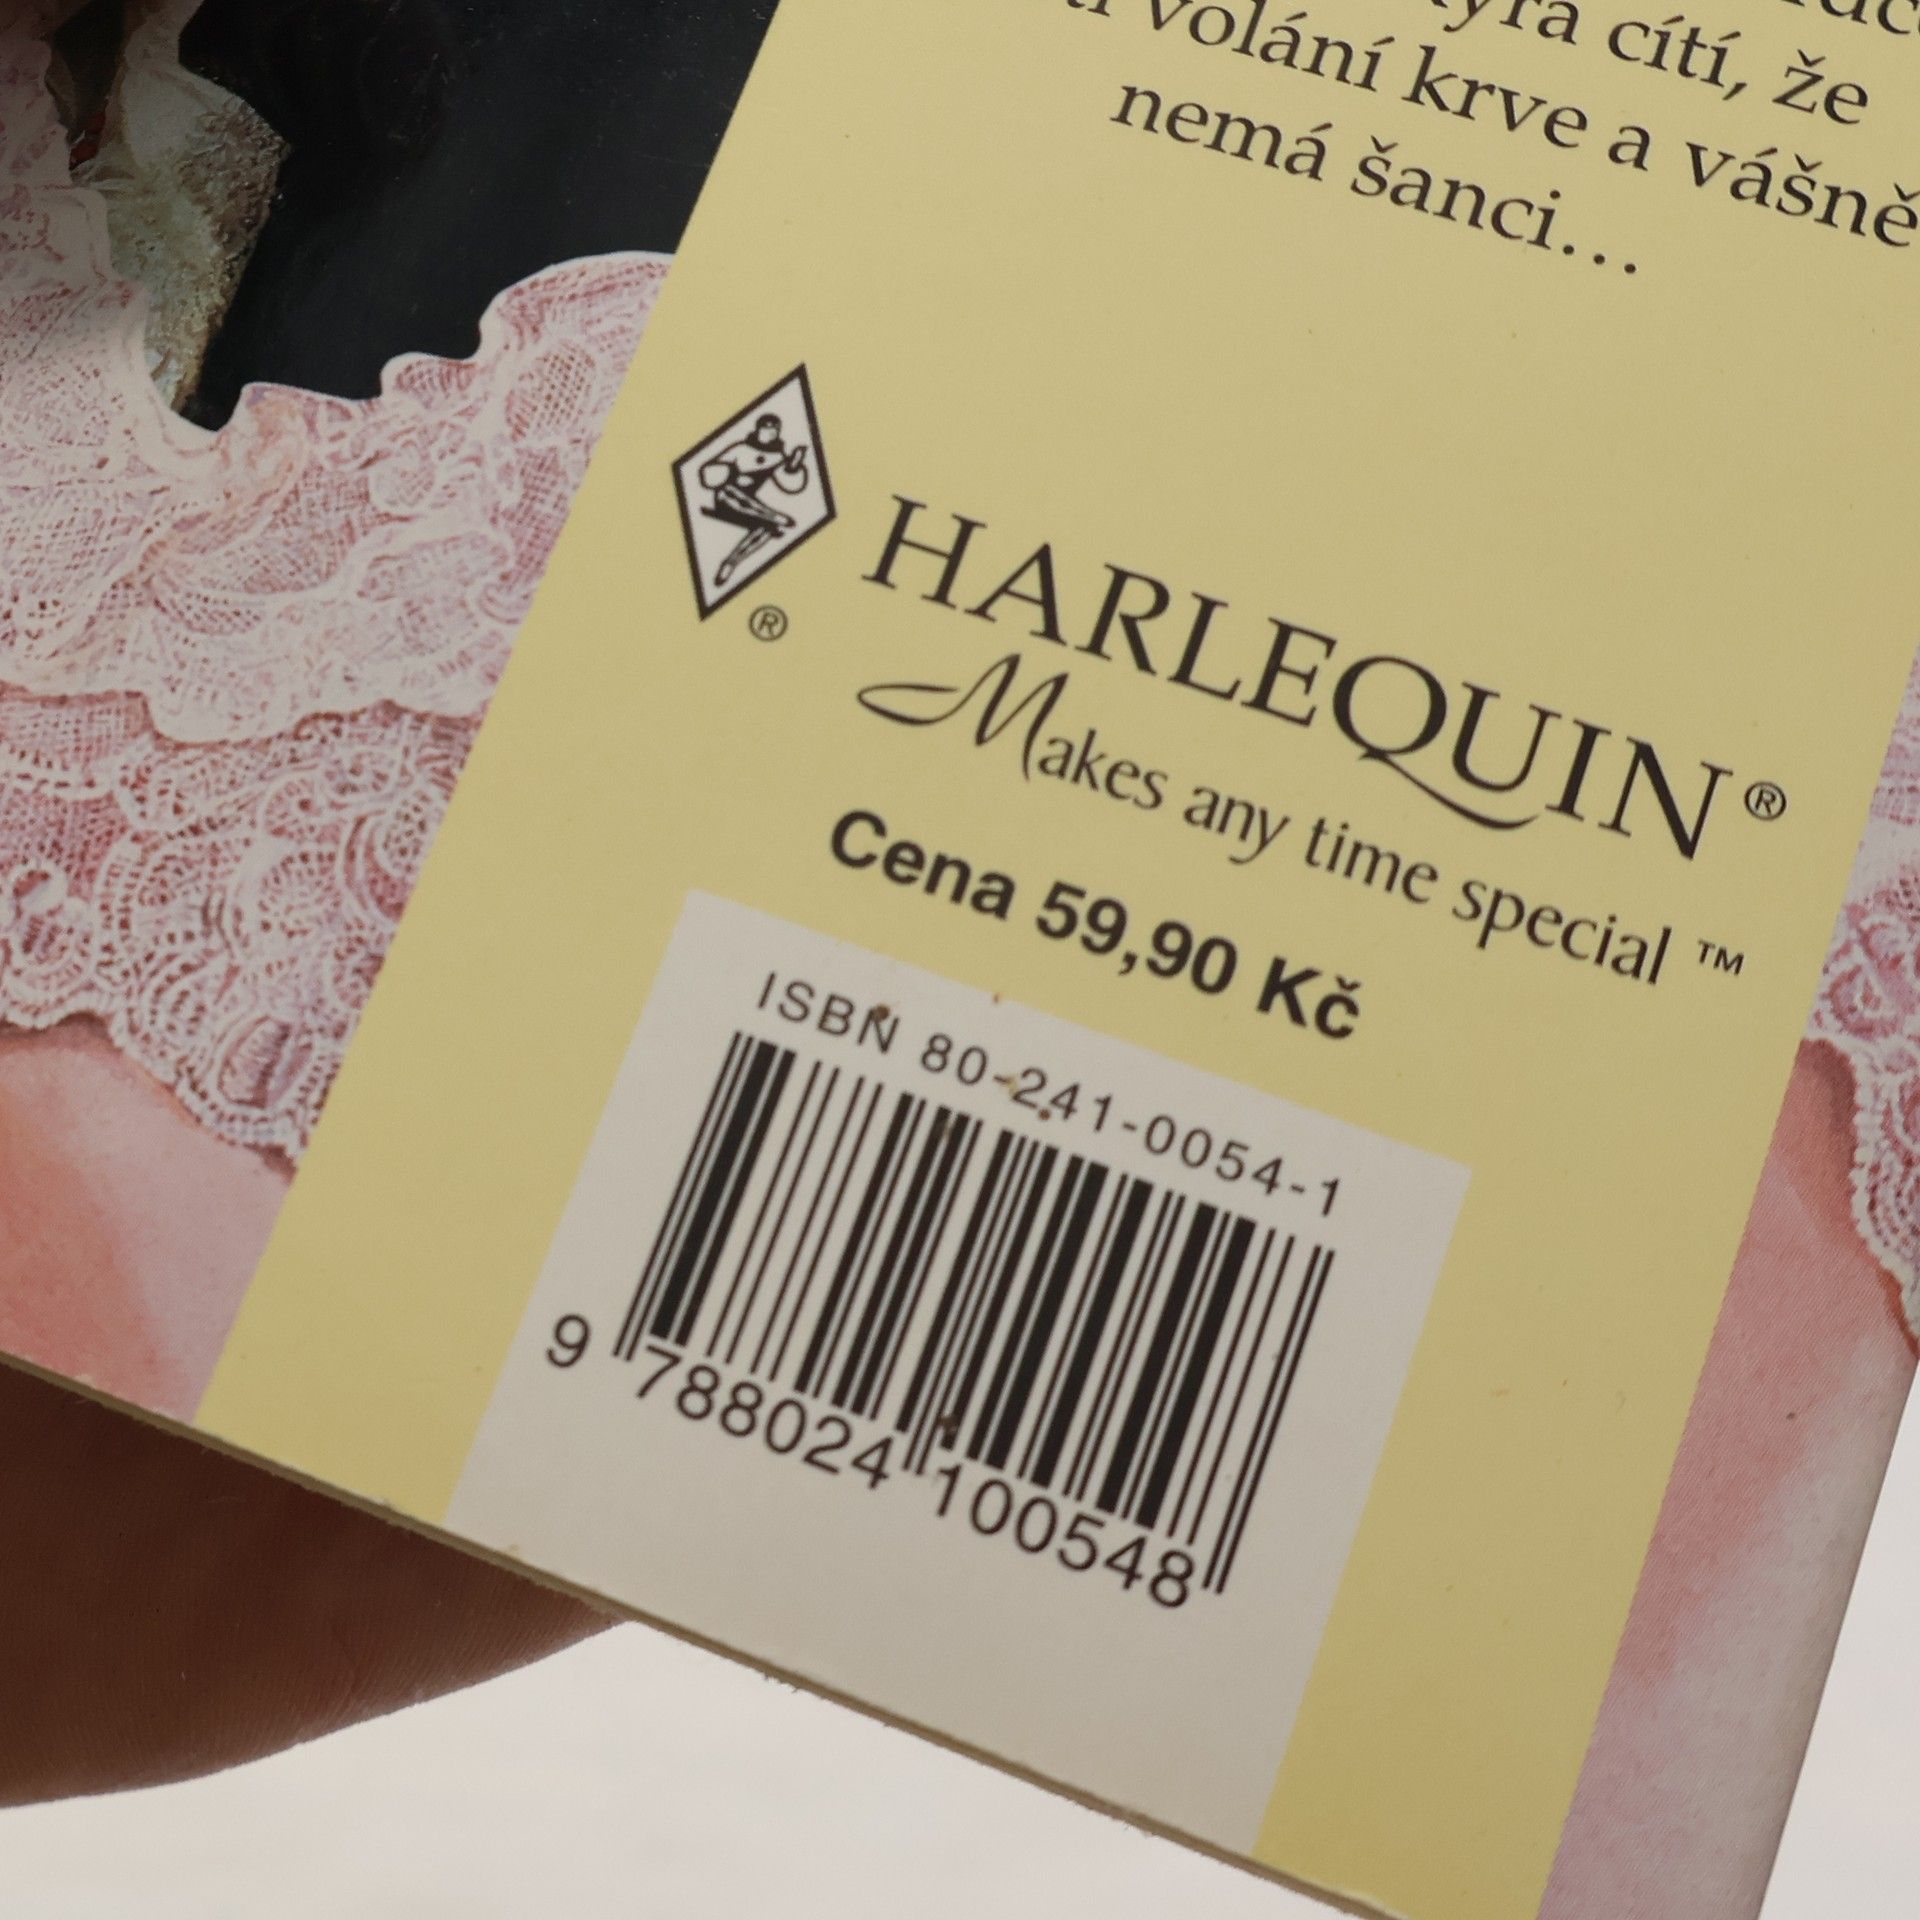 cítí, že
volání krve a vášně
nemá šanci...
®
HARLEQUIN®
Makes any time special™
Cena 59,90 Kč
ISBN 80-241-0054-1
9 788024 100548